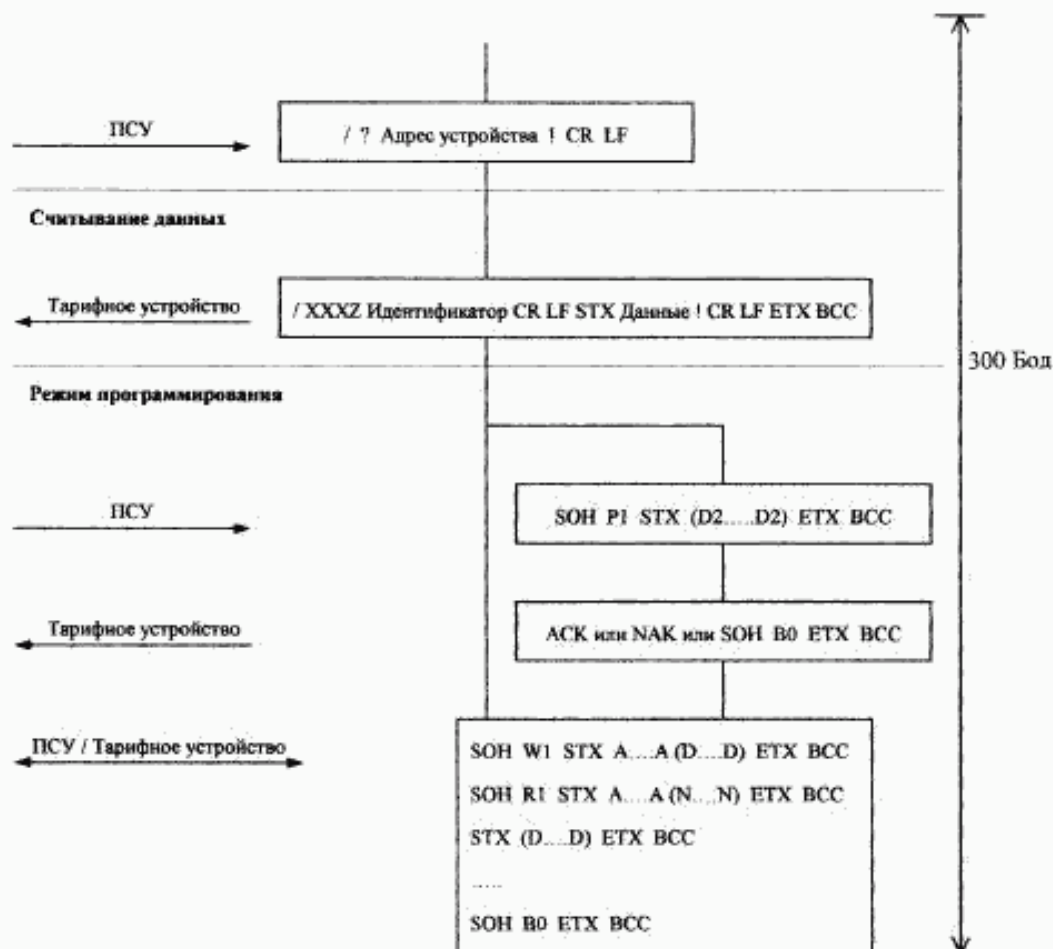 ПСУ
/ ? Адрес устройства ! CR LF
Считывание данных
Тарифное устройство
/ XXXZ Идентификатор CR LF STX Данные ! CR LF ETX BCC
300 Бод
Режим программирования
ПСУ
SOH P1 STX (D2.....D2) ETX BCC
Тарифное устройство
ACK или NAK или SOH B0 ETX BCC
ПСУ / Тарифное устройство
SOH W1 STX A....A (D....D) ETX BCC
SOH R1 STX A....A (N....N) ETX BCC
STX (D....D) ETX BCC
......
SOH B0 ETX BCC